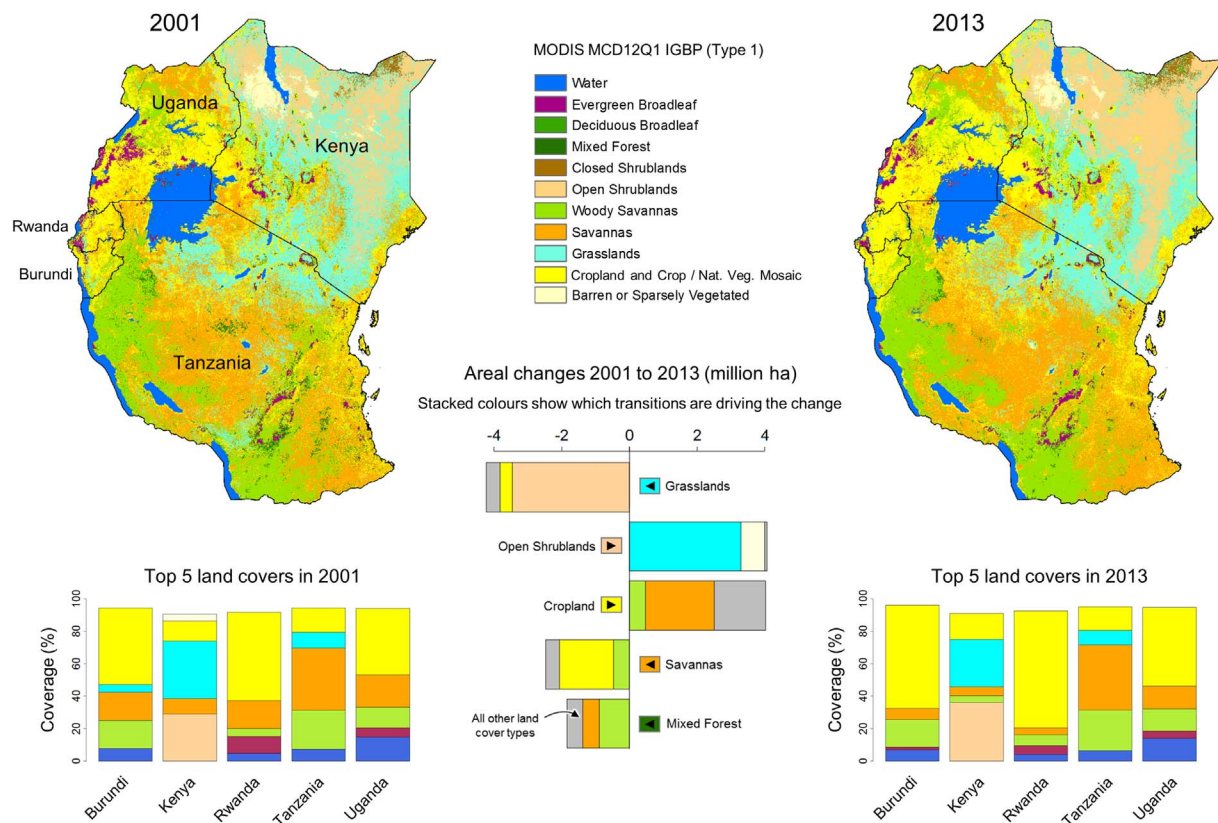 2001
Uganda
Kenya
Rwanda
Burundi
Tanzania
MODIS MCD12Q1 IGBP (Type 1)
Water
Evergreen Broadleaf
Deciduous Broadleaf
Mixed Forest
Closed Shrublands
Open Shrublands
Woody Savannas
Savannas
Grasslands
Cropland and Crop / Nat. Veg. Mosaic
Barren or Sparsely Vegetated
2013
Areal changes 2001 to 2013 (million ha)
Stacked colours show which transitions are driving the change
-4 -2 0 2 4
Grasslands
Open Shrublands
Cropland
Savannas
Mixed Forest
All other land
cover types
Top 5 land covers in 2001
Coverage (%)
100
80
60
40
20
0
Burundi
Kenya
Rwanda
Tanzania
Uganda
Top 5 land covers in 2013
Coverage (%)
100
80
60
40
20
0
Burundi
Kenya
Rwanda
Tanzania
Uganda